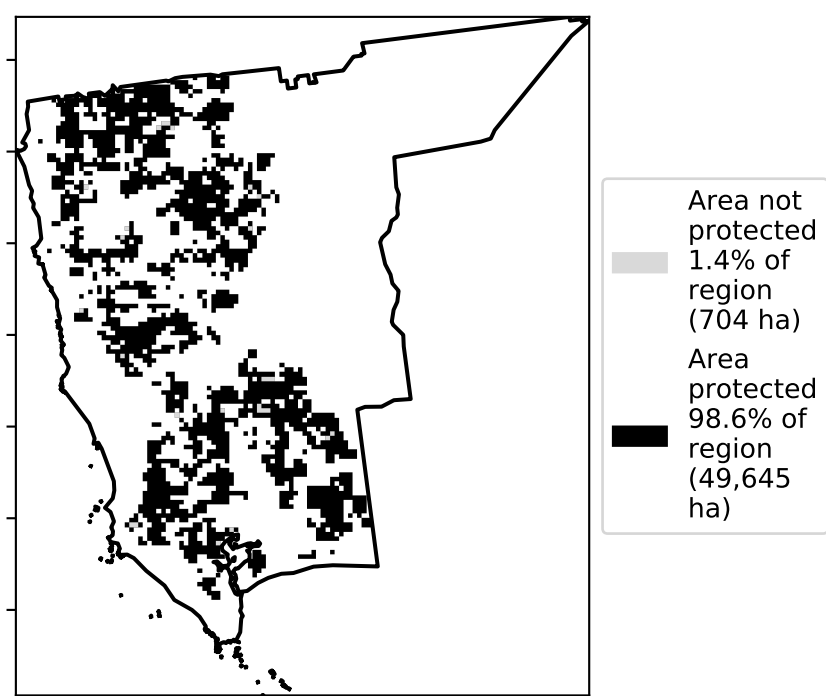 Area not
protected
1.4% of
region
(704 ha)
Area
protected
98.6% of
region
(49,645
ha)